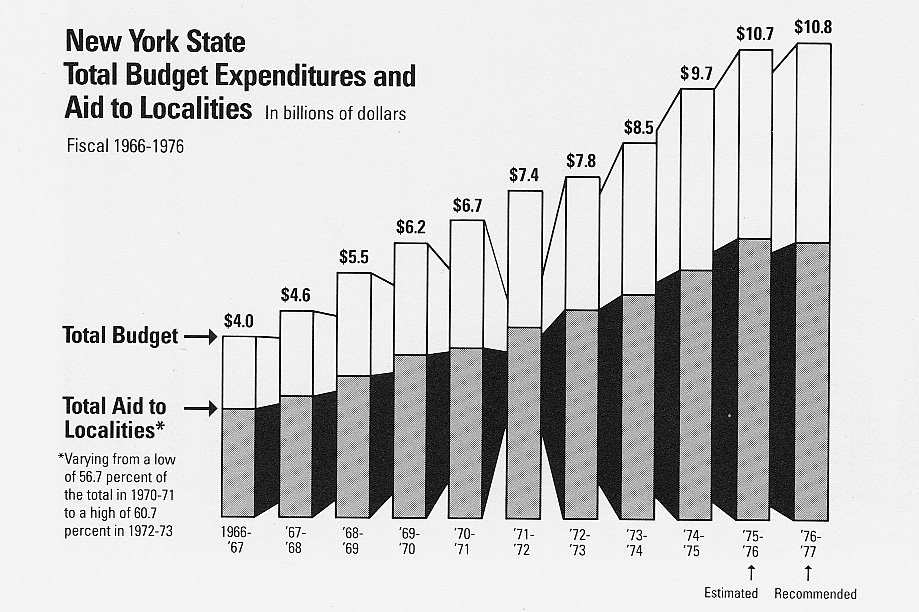 New York State
Total Budget Expenditures and
Aid to Localities In billions of dollars
Fiscal 1966-1976
$4.0
$4.6
$5.5
$6.2
$6.7
$7.4
$7.8
$8.5
$9.7
$10.7
$10.8
Total Budget
Total Aid to
Localities*
*Varying from a low
of 56.7 percent of
the total in 1970-71
to a high of 60.7
percent in 1972-73
1966-
'67
'67-
'68
'68-
'69
'69-
'70
'70-
'71
'71-
'72
'72-
'73
'73-
'74
'74-
'75
'75-
'76
'76-
'77
Estimated
Recommended